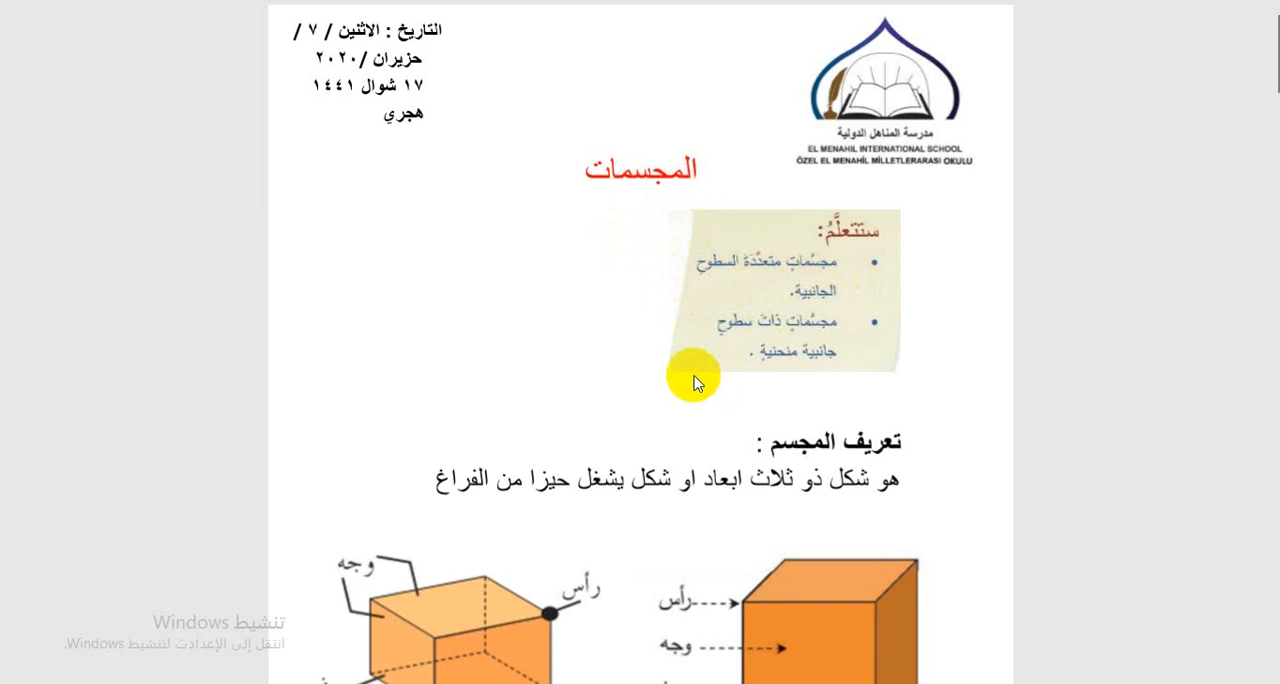 التاريخ : الاثنين / ٧ /
حزيران /٢٠٢٠
١٧ شوال ١٤٤١
هجري
مدرسة المناهل الدولية
EL MENAHIL INTERNATIONAL SCHOOL
ÖZEL EL MENAHİL MİLLETLERARASI OKULU
المجسمات
سنتعلَّمُ:
• مجسَّماتٍ متعدِّدَةَ السطوحِ
الجانبية.
• مجسَّماتٍ ذاتَ سطوحٍ
جانبية منحنيةٍ .
تعريف المجسم :
هو شكل ذو ثلاث ابعاد او شكل يشغل حيزا من الفراغ
وجه
رأس
رأس
وجه
تنشيط Windows
انتقل إلى الإعدادت لتنشيط Windows.